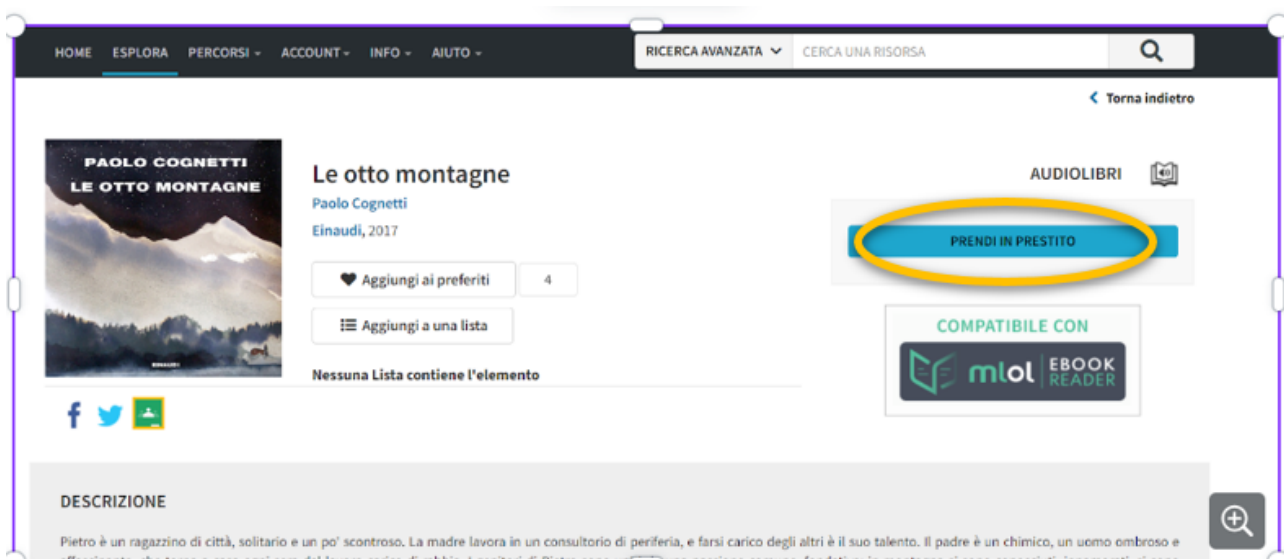 HOME ESPLORA PERCORSI ACCOUNT INFO AIUTO RICERCA AVANZATA CERCA UNA RISORSA
Torna indietro
PAOLO COGNETTI
LE OTTO MONTAGNE
EINAUDI
Le otto montagne
Paolo Cognetti
Einaudi, 2017
Aggiungi ai preferiti 4
Aggiungi a una lista
Nessuna Lista contiene l'elemento
AUDIOLIBRI
PRENDI IN PRESTITO
COMPATIBILE CON
mlol EBOOK
READER
f
DESCRIZIONE
Pietro è un ragazzino di città, solitario e un po' scontroso. La madre lavora in un consultorio di periferia, e farsi carico degli altri è il suo talento. Il padre è un chimico, un uomo ombroso e